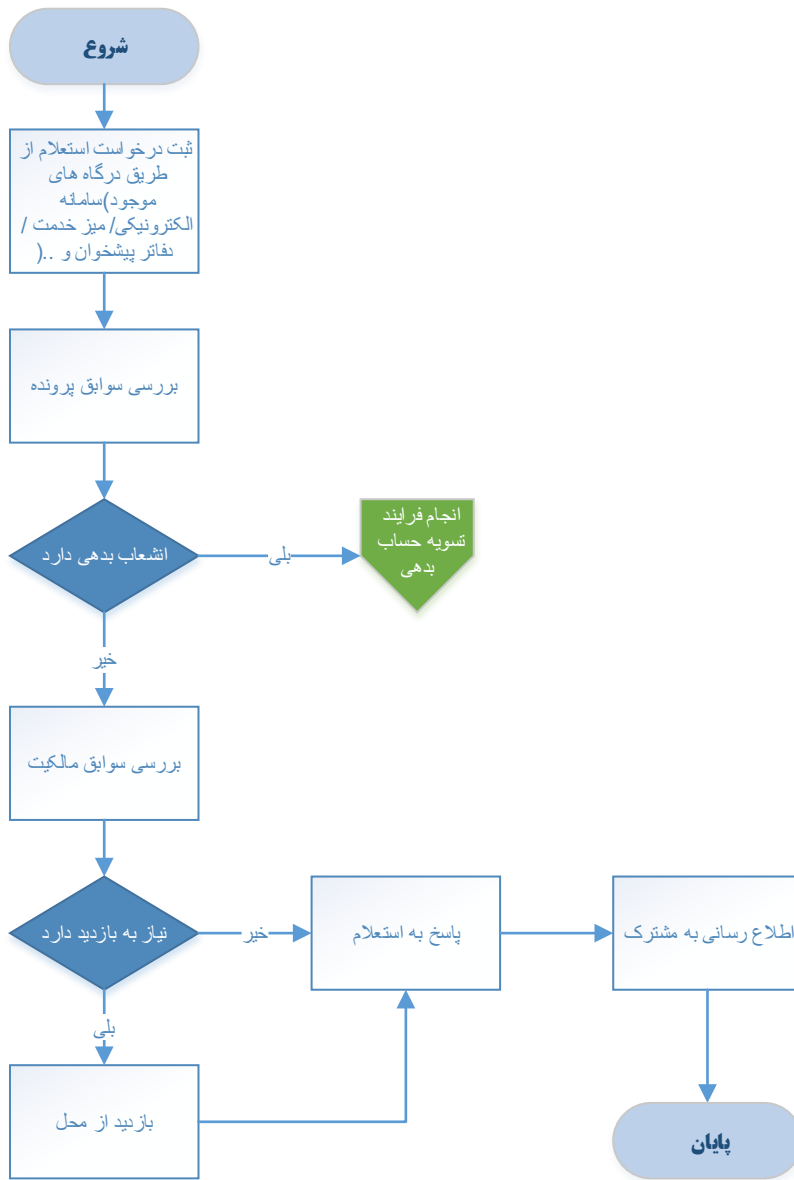 شروع
ثبت درخواست استعلام از
طریق درگاه های
موجود)سامانه
الکترونیکی/ میز خدمت /
دفاتر پیشخوان و ..(
بررسی سوابق پرونده
انشعاب بدهی دارد
بلی
انجام فرایند
تسویه حساب
بدهی
خیر
بررسی سوابق مالکیت
نیاز به بازدید دارد
خیر
پاسخ به استعلام
اطلاع رسانی به مشترک
بلی
بازدید از محل
پایان